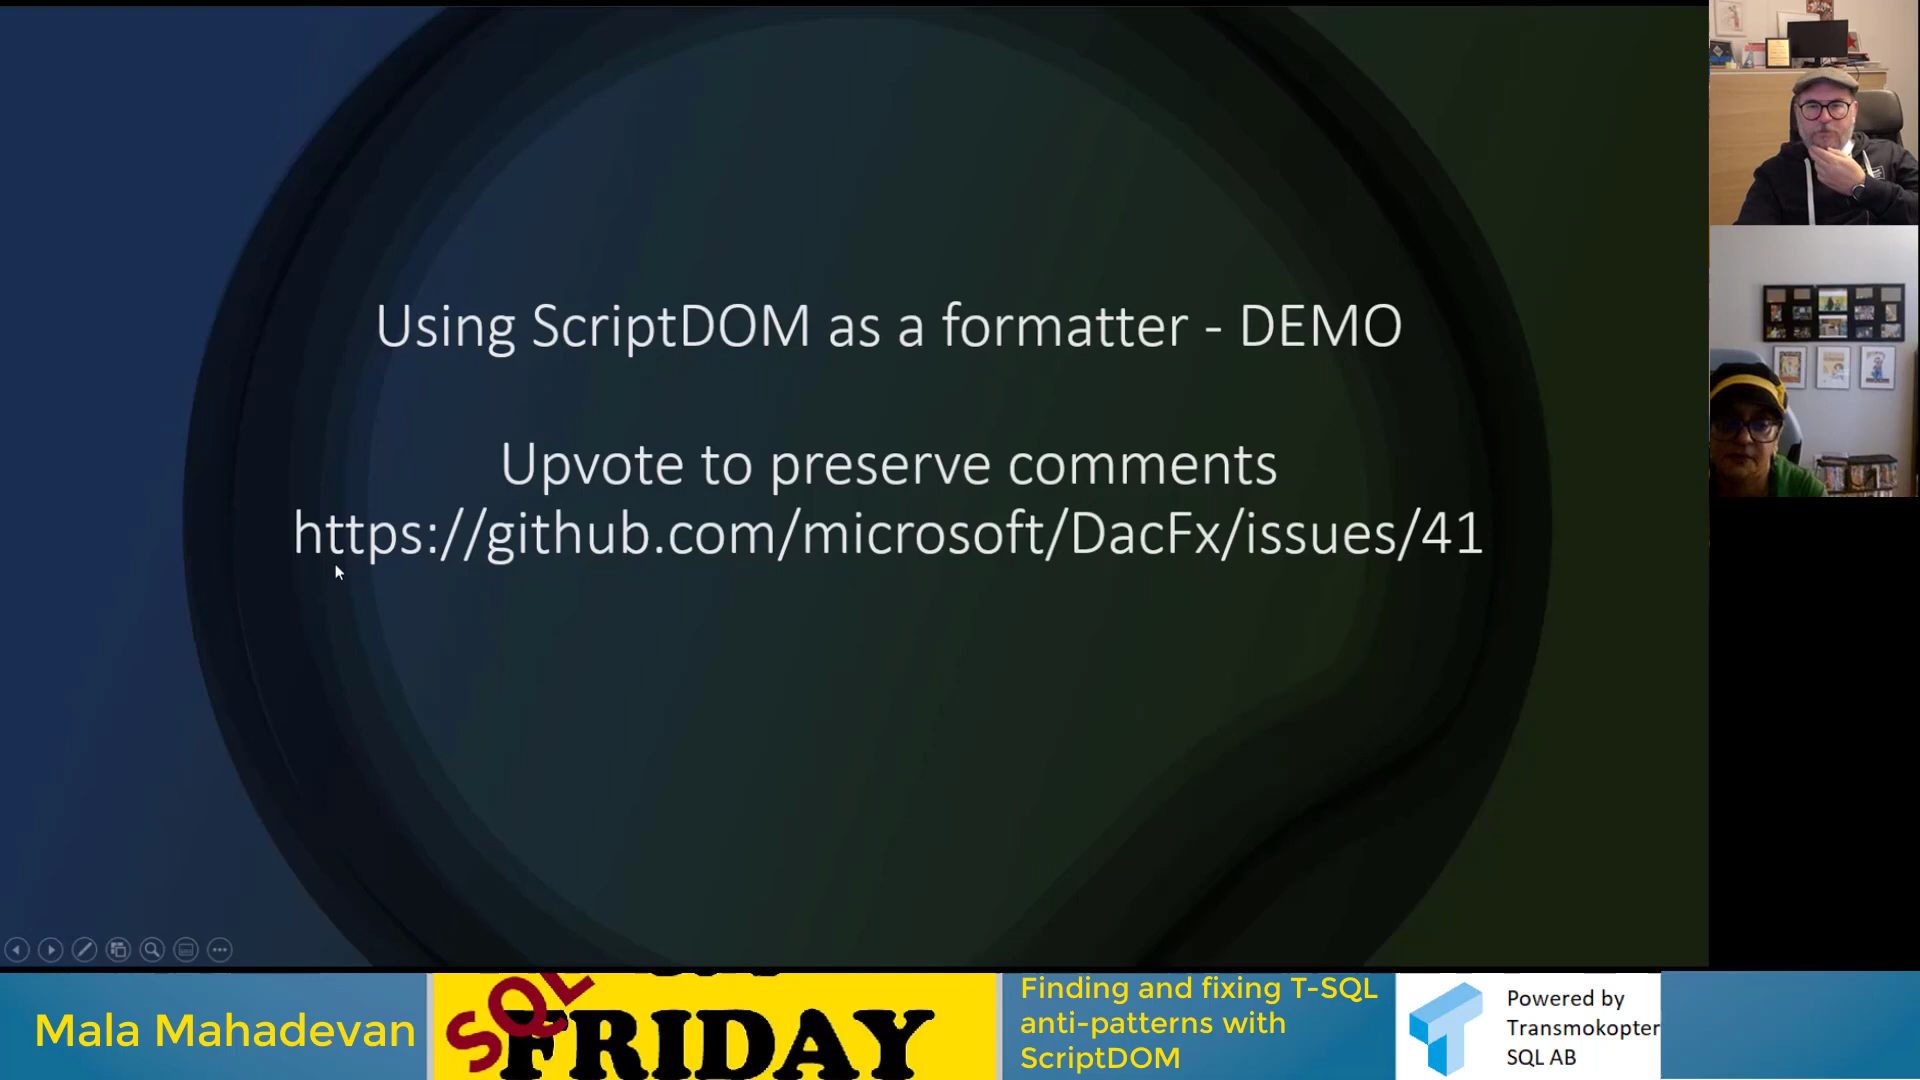 Using ScriptDOM as a formatter - DEMO
Upvote to preserve comments
https://github.com/microsoft/DacFx/issues/41
Mala Mahadevan
SQL
FRIDAY
Finding and fixing T-SQL
anti-patterns with
ScriptDOM
Powered by
Transmokopter
SQL AB